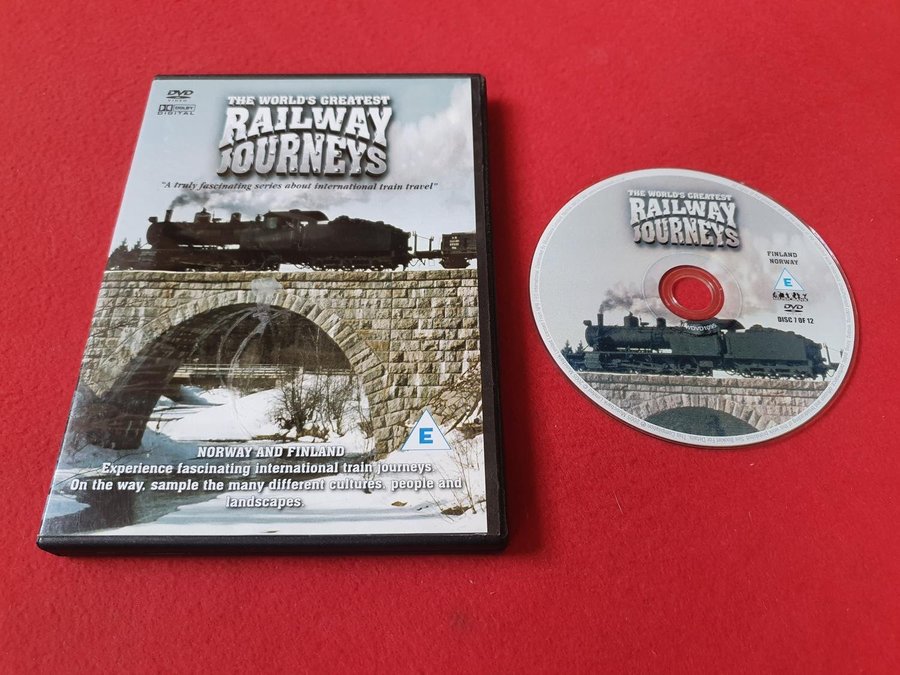 DVD
VIDEO
DOLBY
DIGITAL
THE WORLD'S GREATEST
RAILWAY
JOURNEYS
"A truly fascinating series about international train travel"
E
NORWAY AND FINLAND
Experience fascinating international train journeys.
On the way, sample the many different cultures, people and
landscapes.
THE WORLD'S GREATEST
RAILWAY
JOURNEYS
FINLAND
NORWAY
E
DVD
DISC 7 OF 12